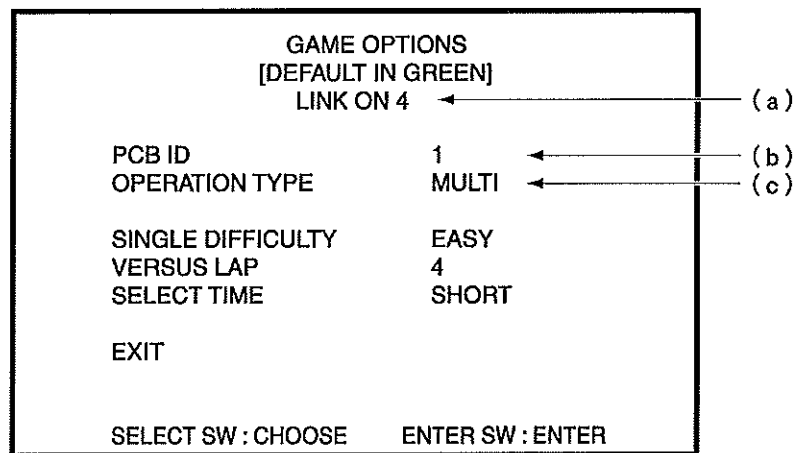 GAME OPTIONS
[DEFAULT IN GREEN]
LINK ON 4 (a)
PCB ID 1 (b)
OPERATION TYPE MULTI (c)
SINGLE DIFFICULTY EASY
VERSUS LAP 4
SELECT TIME SHORT
EXIT
SELECT SW : CHOOSE ENTER SW : ENTER